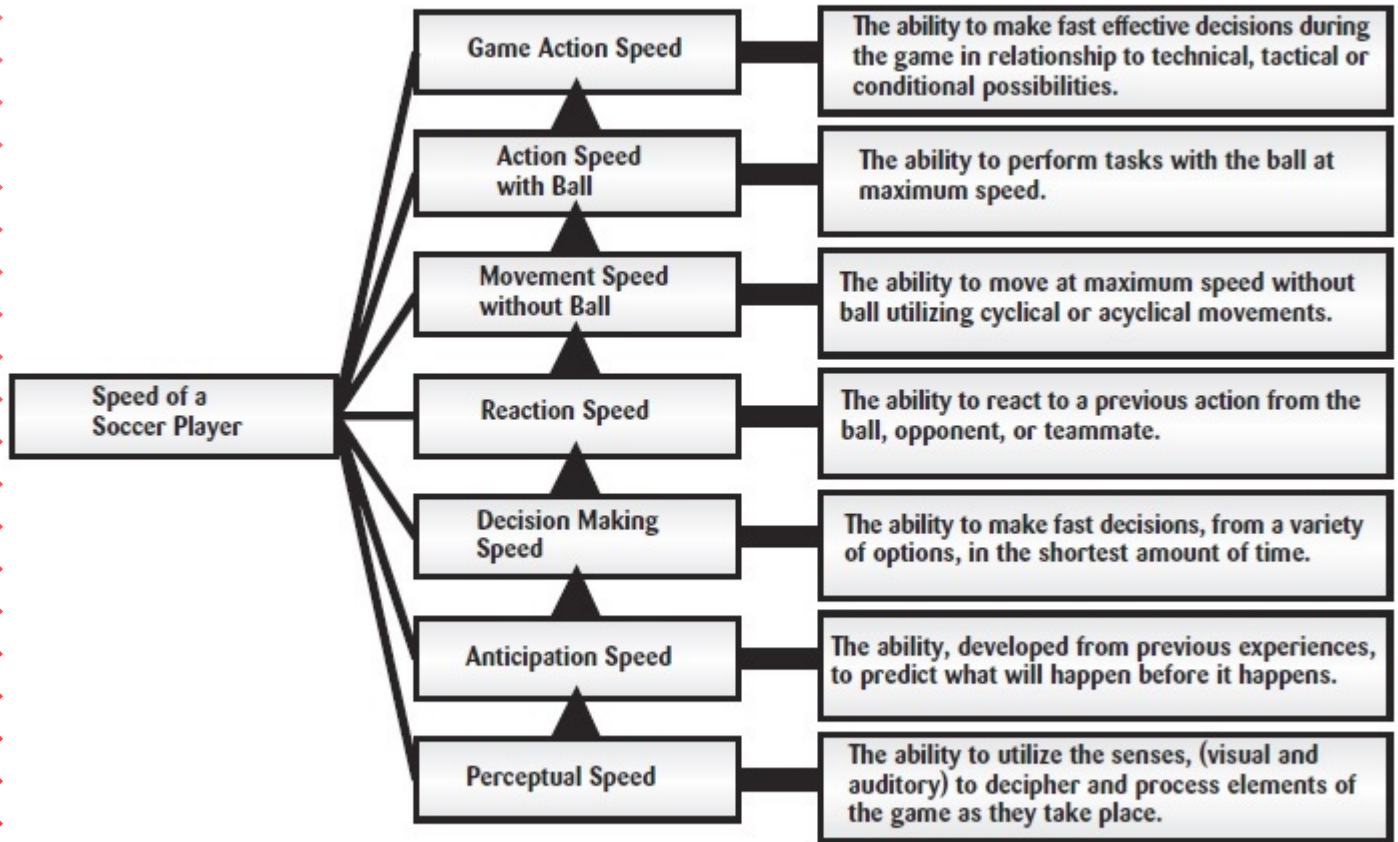 Game Action Speed
The ability to make fast effective decisions during
the game in relationship to technical, tactical or
conditional possibilities.
Action Speed
with Ball
The ability to perform tasks with the ball at
maximum speed.
Movement Speed
without Ball
The ability to move at maximum speed without
ball utilizing cyclical or acyclical movements.
Speed of a
Soccer Player
Reaction Speed
The ability to react to a previous action from the
ball, opponent, or teammate.
Decision Making
Speed
The ability to make fast decisions, from a variety
of options, in the shortest amount of time.
Anticipation Speed
The ability, developed from previous experiences,
to predict what will happen before it happens.
Perceptual Speed
The ability to utilize the senses, (visual and
auditory) to decipher and process elements of
the game as they take place.